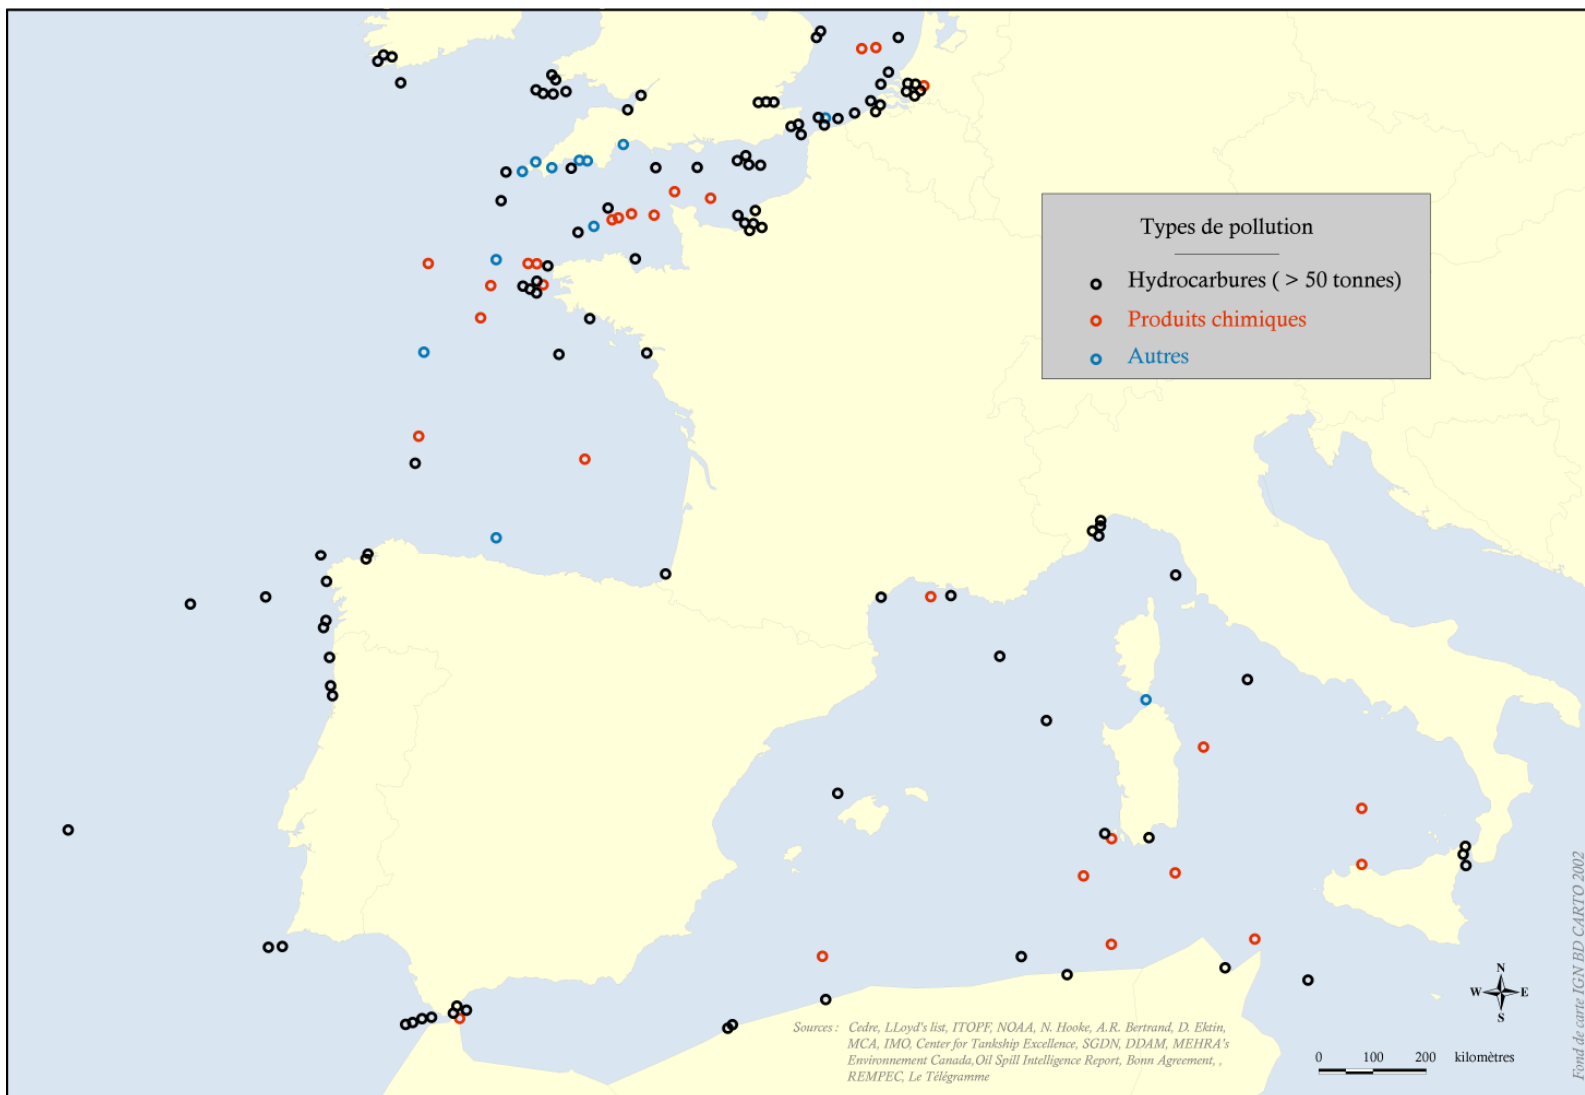 Types de pollution
Hydrocarbures ( > 50 tonnes)
Produits chimiques
Autres
N
W E
S
Sources : Cedre, LLoyd's list, ITOPF, NOAA, N. Hooke, A.R. Bertrand, D. Ektin,
MCA, IMO, Center for Tankship Excellence, SGDN, DDAM, MEHRA's
Environnement Canada,Oil Spill Intelligence Report, Bonn Agreement, ,
REMPEC, Le Télégramme
0 100 200 kilomètres
Fond de carte IGN BD CARTO 2002